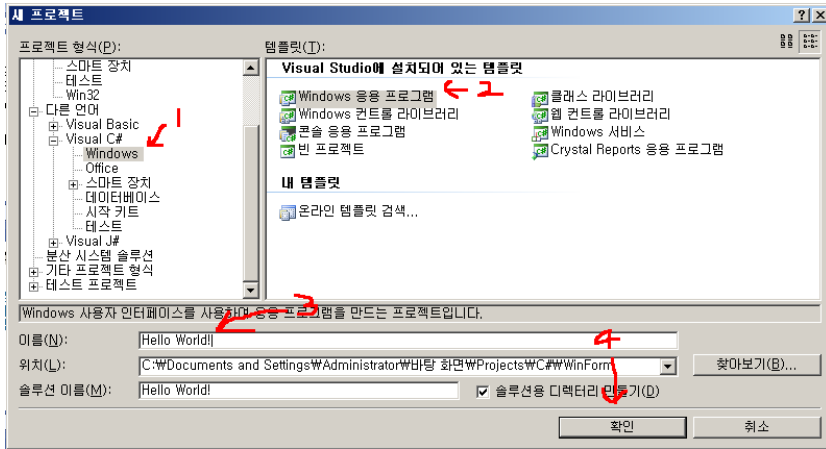 새 프로젝트
프로젝트 형식(P):
스마트 장치
테스트
Win32
다른 언어
Visual Basic
Visual C#
Windows
Office
스마트 장치
데이터베이스
시작 키트
테스트
Visual J#
분산 시스템 솔루션
기타 프로젝트 형식
테스트 프로젝트
1
템플릿(T):
Visual Studio에 설치되어 있는 템플릿
Windows 응용 프로그램
2
클래스 라이브러리
Windows 컨트롤 라이브러리
웹 컨트롤 라이브러리
콘솔 응용 프로그램
Windows 서비스
빈 프로젝트
Crystal Reports 응용 프로그램
내 템플릿
온라인 템플릿 검색...
Windows 사용자 인터페이스를 사용하여 응용 프로그램을 만드는 프로젝트입니다.
3
이름(N): Hello World!
4
위치(L): C:₩Documents and Settings₩Administrator₩바탕 화면₩Projects₩C#₩WinForm 찾아보기(B)...
솔루션 이름(M): Hello World! 솔루션용 디렉터리 만들기(D)
확인 취소